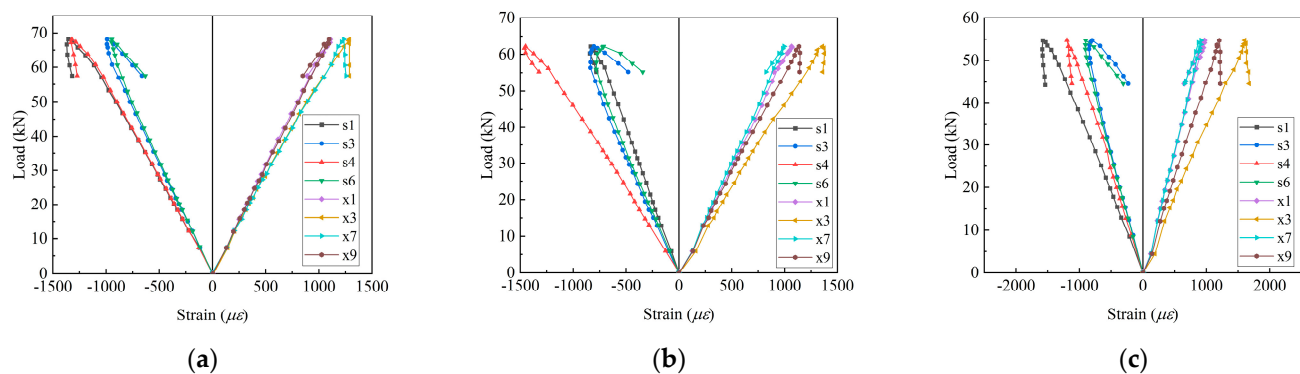 70
60
50
40
30
20
10
0
Load (kN)
-1500 -1000 -500 0 500 1000 1500
Strain (με)
s1
s3
s4
s6
x1
x3
x7
x9
(a)
70
60
50
40
30
20
10
0
Load (kN)
-1500 -1000 -500 0 500 1000 1500
Strain (με)
s1
s3
s4
s6
x1
x3
x7
x9
(b)
60
50
40
30
20
10
0
Load (kN)
-2000 -1000 0 1000 2000
Strain (με)
s1
s3
s4
s6
x1
x3
x7
x9
(c)